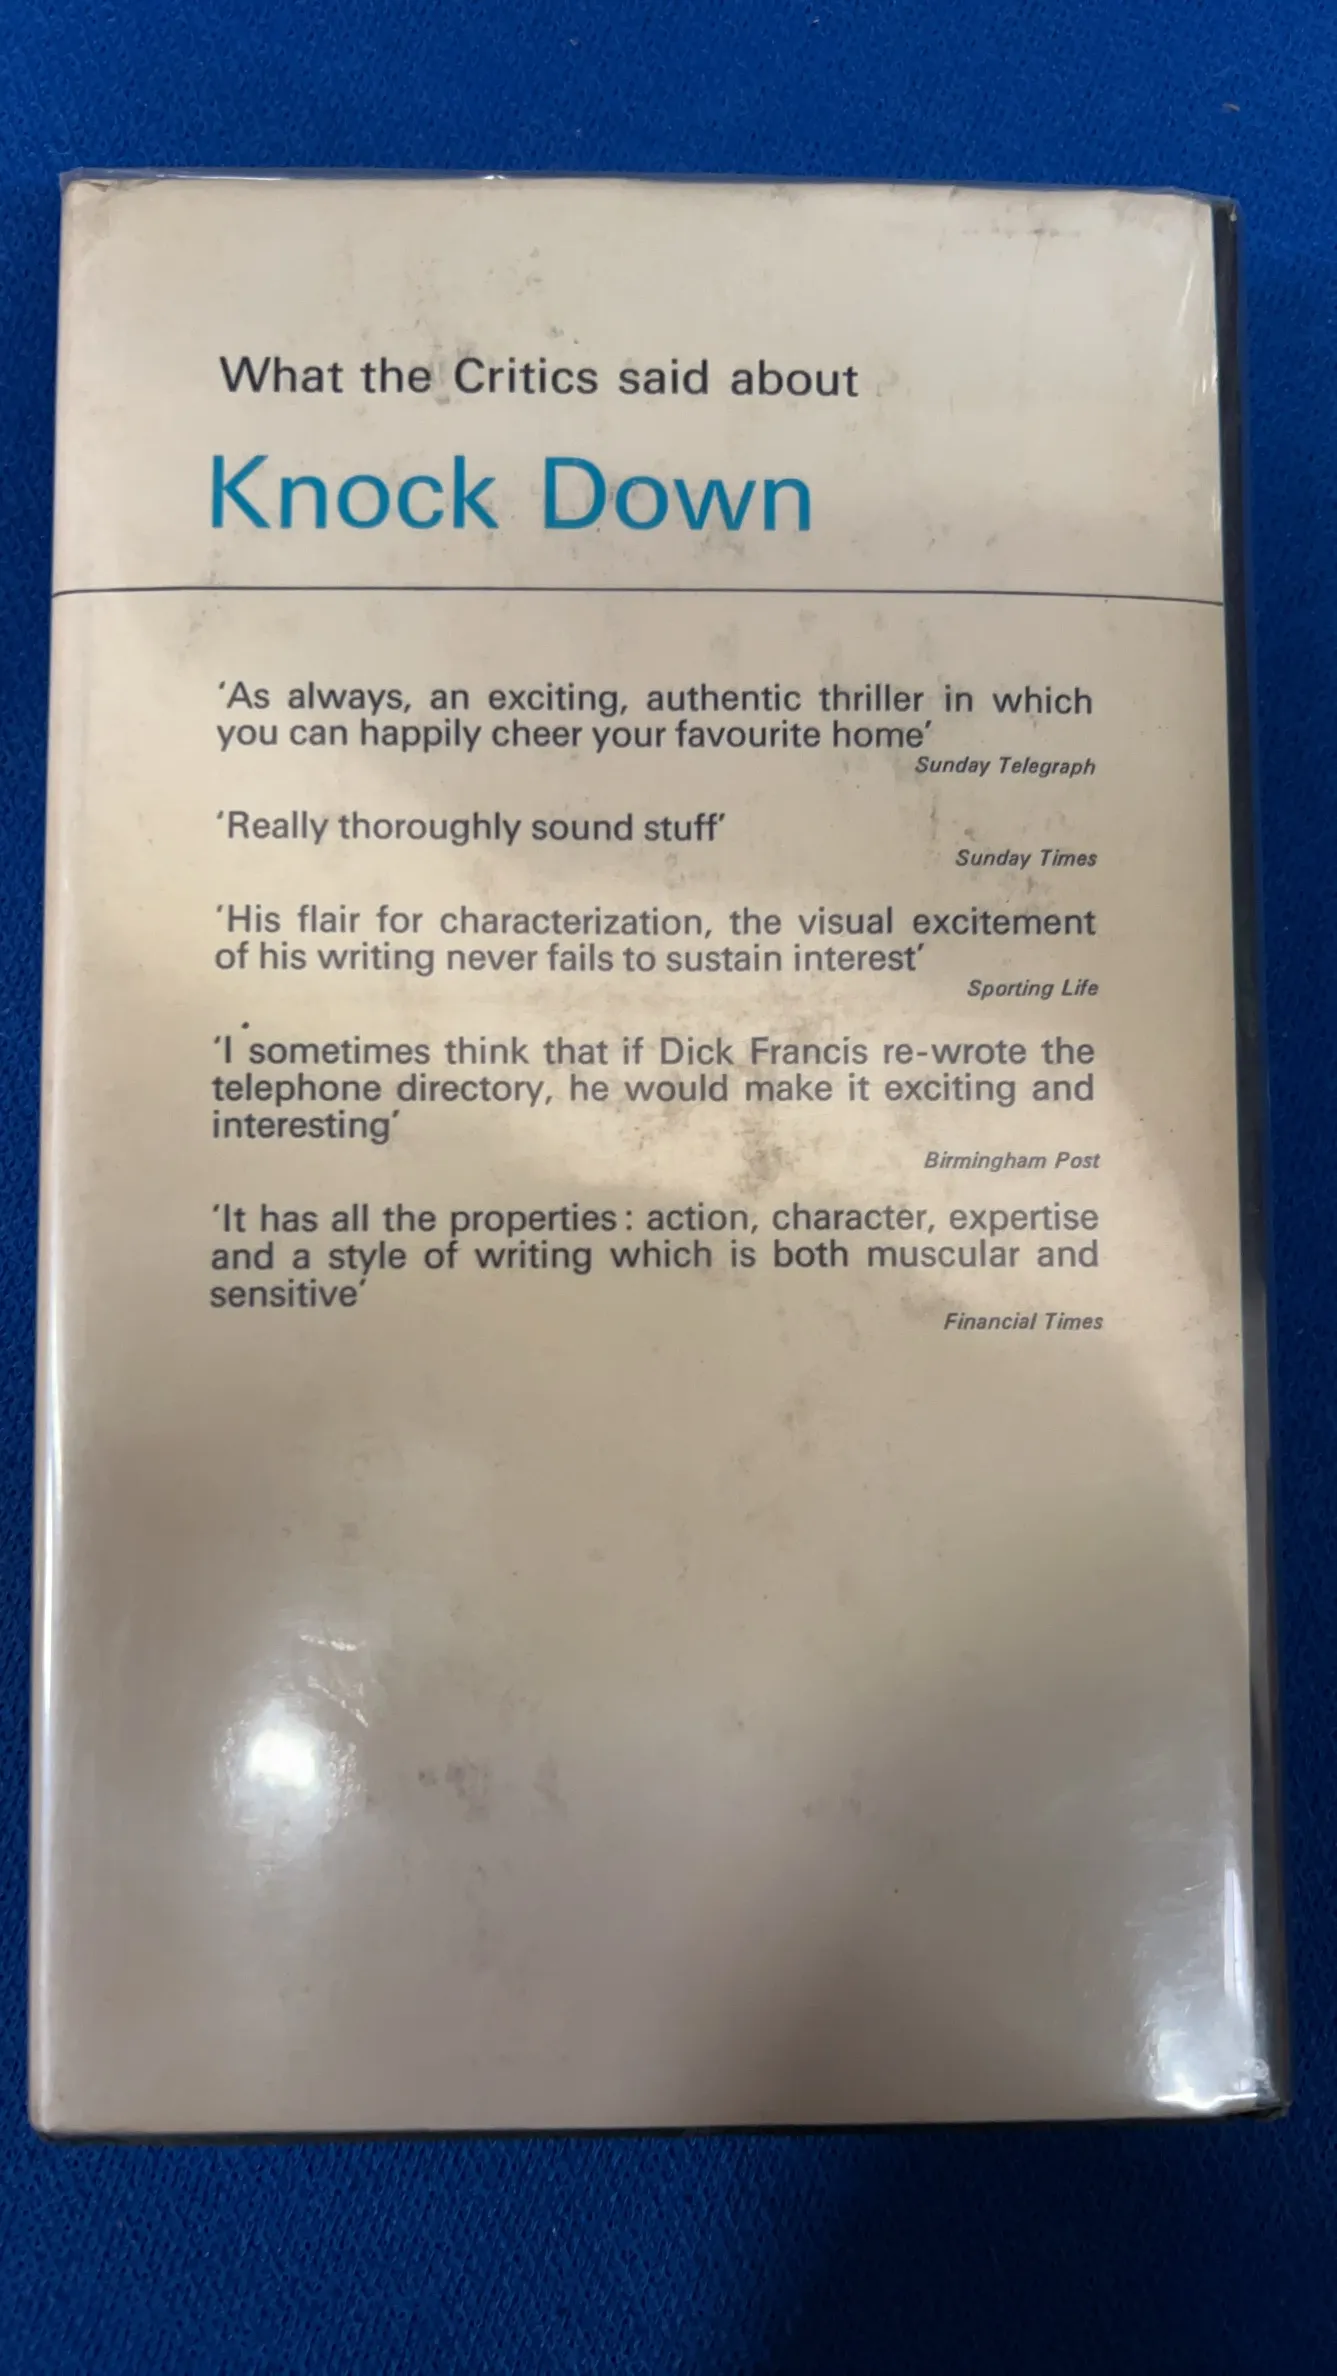 What the Critics said about
Knock Down
‘As always, an exciting, authentic thriller in which
you can happily cheer your favourite home’
Sunday Telegraph
‘Really thoroughly sound stuff’
Sunday Times
‘His flair for characterization, the visual excitement
of his writing never fails to sustain interest’
Sporting Life
‘I sometimes think that if Dick Francis re-wrote the
telephone directory, he would make it exciting and
interesting’
Birmingham Post
‘It has all the properties: action, character, expertise
and a style of writing which is both muscular and
sensitive’
Financial Times